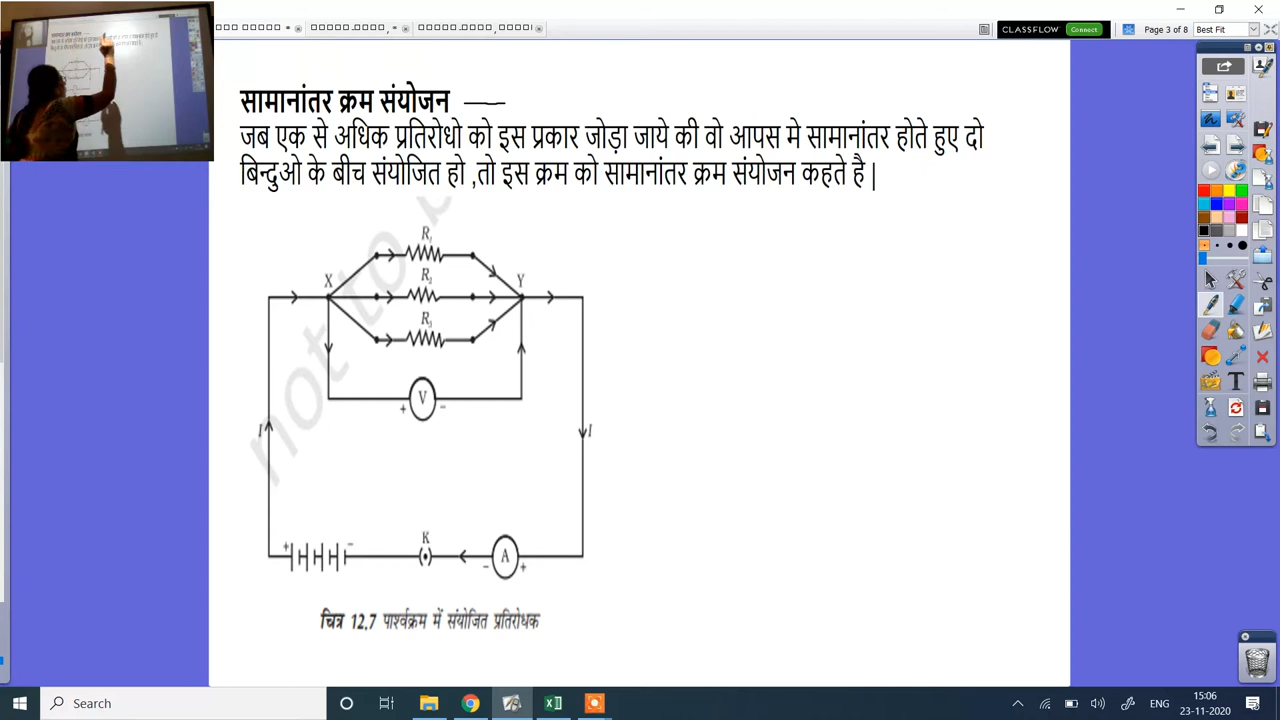 CLASSFLOW Connect
Page 3 of 8
Best Fit
सामानांतर क्रम संयोजन
जब एक से अधिक प्रतिरोधो को इस प्रकार जोड़ा जाये की वो आपस मे सामानांतर होते हुए दो
बिन्दुओ के बीच संयोजित हो ,तो इस क्रम को सामानांतर क्रम संयोजन कहते है |
R₁
X
R₂
Y
R₃
+ V −
I
I
+ −
K
− A +
not to
चित्र 12.7 पार्श्वक्रम में संयोजित प्रतिरोधक
Search
ENG
15:06
23-11-2020